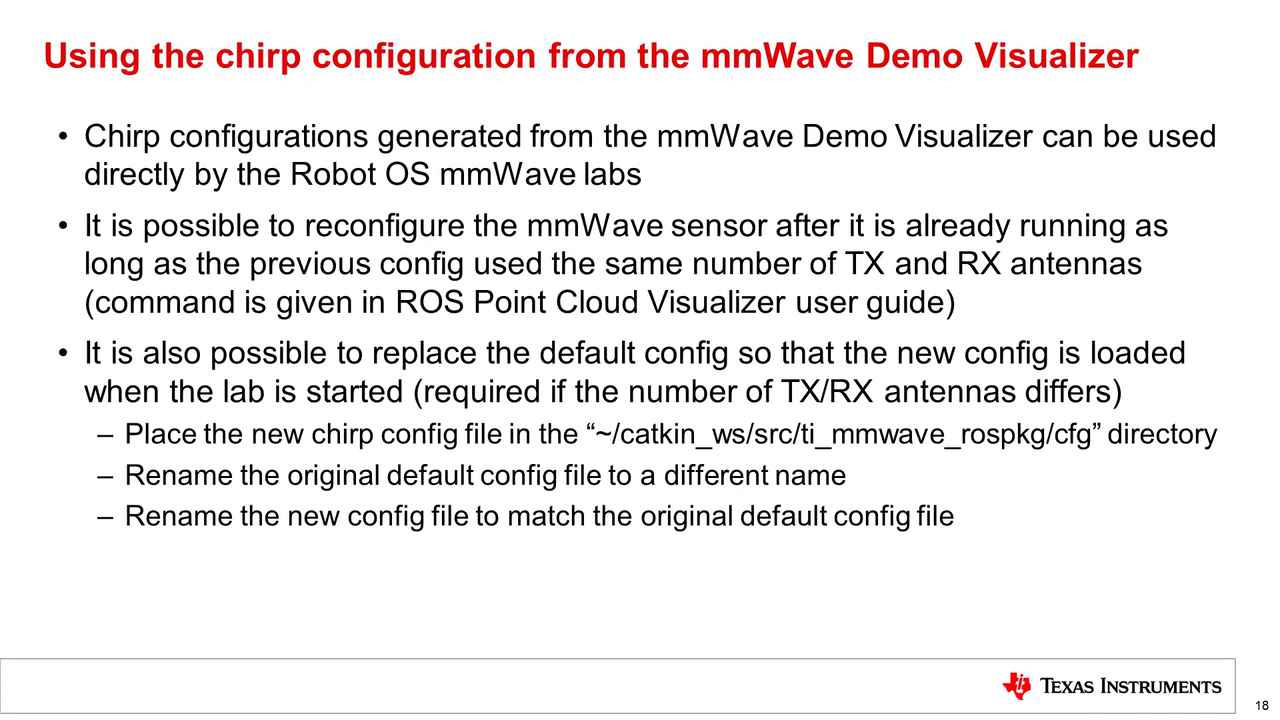 Using the chirp configuration from the mmWave Demo Visualizer
• Chirp configurations generated from the mmWave Demo Visualizer can be used
directly by the Robot OS mmWave labs
• It is possible to reconfigure the mmWave sensor after it is already running as
long as the previous config used the same number of TX and RX antennas
(command is given in ROS Point Cloud Visualizer user guide)
• It is also possible to replace the default config so that the new config is loaded
when the lab is started (required if the number of TX/RX antennas differs)
– Place the new chirp config file in the “~/catkin_ws/src/ti_mmwave_rospkg/cfg” directory
– Rename the original default config file to a different name
– Rename the new config file to match the original default config file
TEXAS INSTRUMENTS
18